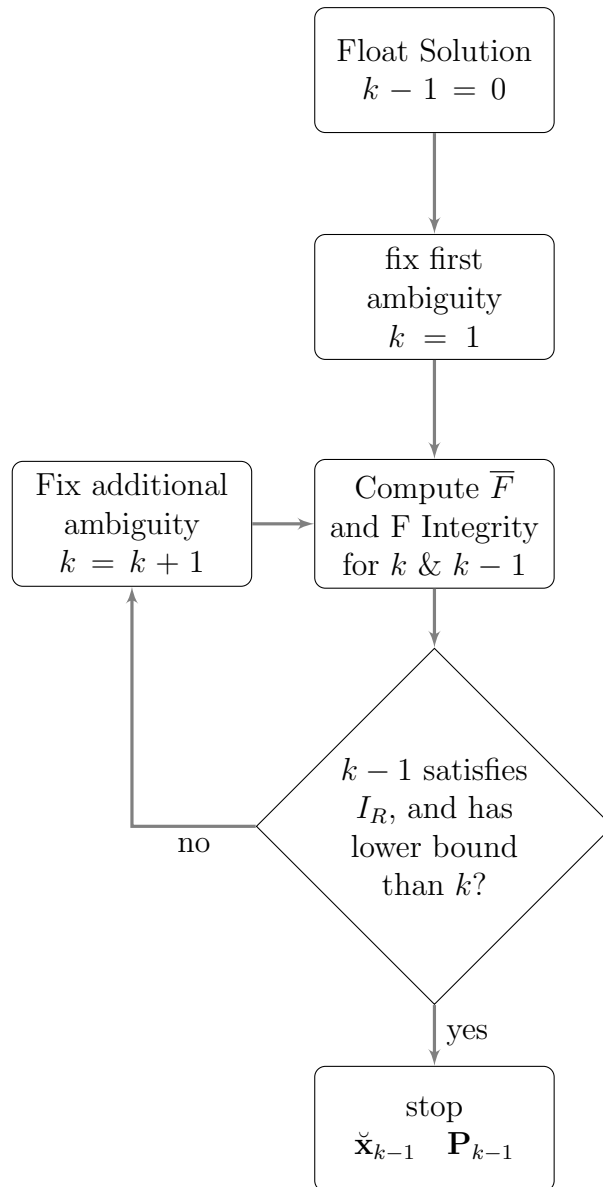 Float Solution
k − 1 = 0
fix first
ambiguity
k = 1
Fix additional
ambiguity
k = k + 1
Compute F̅
and F Integrity
for k & k − 1
k − 1 satisfies
I_R, and has
lower bound
than k?
no
yes
stop
x̆_{k−1} P_{k−1}